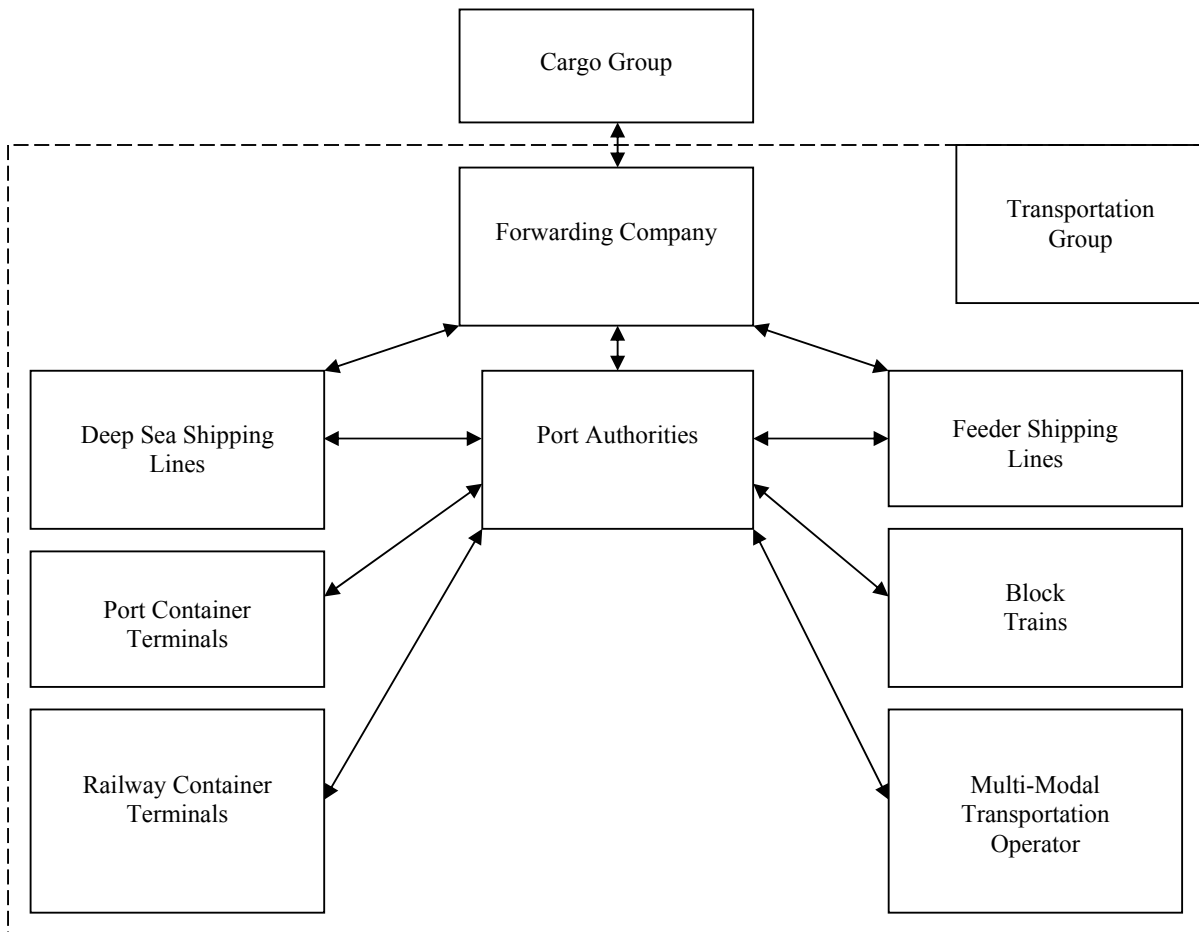 Cargo Group
Forwarding Company
Transportation
Group
Deep Sea Shipping
Lines
Port Authorities
Feeder Shipping
Lines
Port Container
Terminals
Block
Trains
Railway Container
Terminals
Multi-Modal
Transportation
Operator